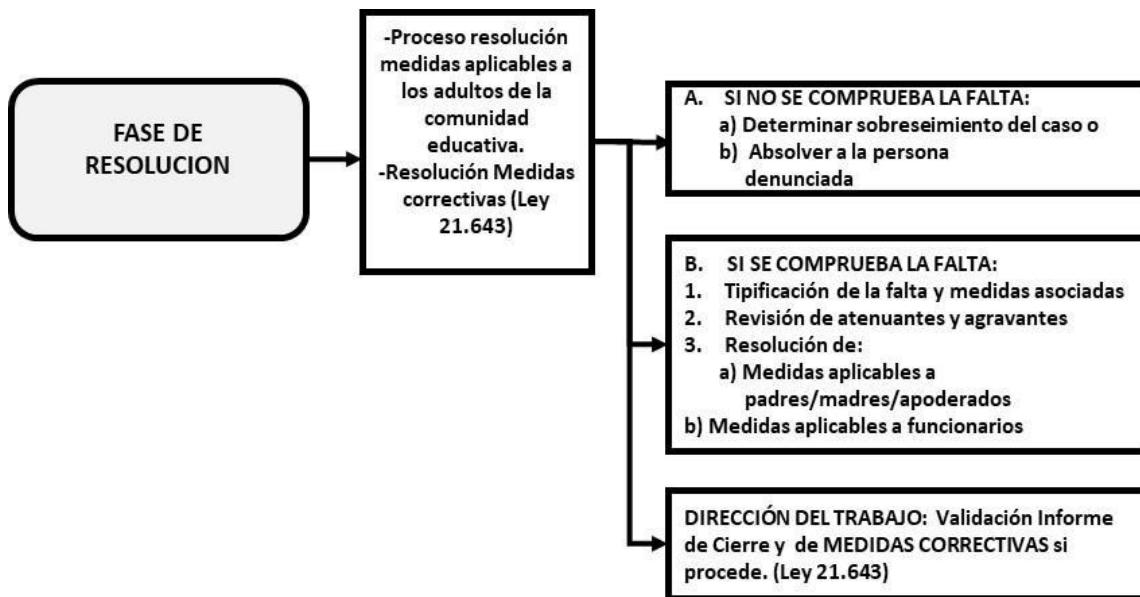 FASE DE
RESOLUCION
-Proceso resolución
medidas aplicables a
los adultos de la
comunidad
educativa.
-Resolución Medidas
correctivas (Ley
21.643)
A. SI NO SE COMPRUEBA LA FALTA:
a) Determinar sobreseimiento del caso o
b) Absolver a la persona
denunciada
B. SI SE COMPRUEBA LA FALTA:
1. Tipificación de la falta y medidas asociadas
2. Revisión de atenuantes y agravantes
3. Resolución de:
a) Medidas aplicables a
padres/madres/apoderados
b) Medidas aplicables a funcionarios
DIRECCIÓN DEL TRABAJO: Validación Informe
de Cierre y de MEDIDAS CORRECTIVAS si
procede. (Ley 21.643)